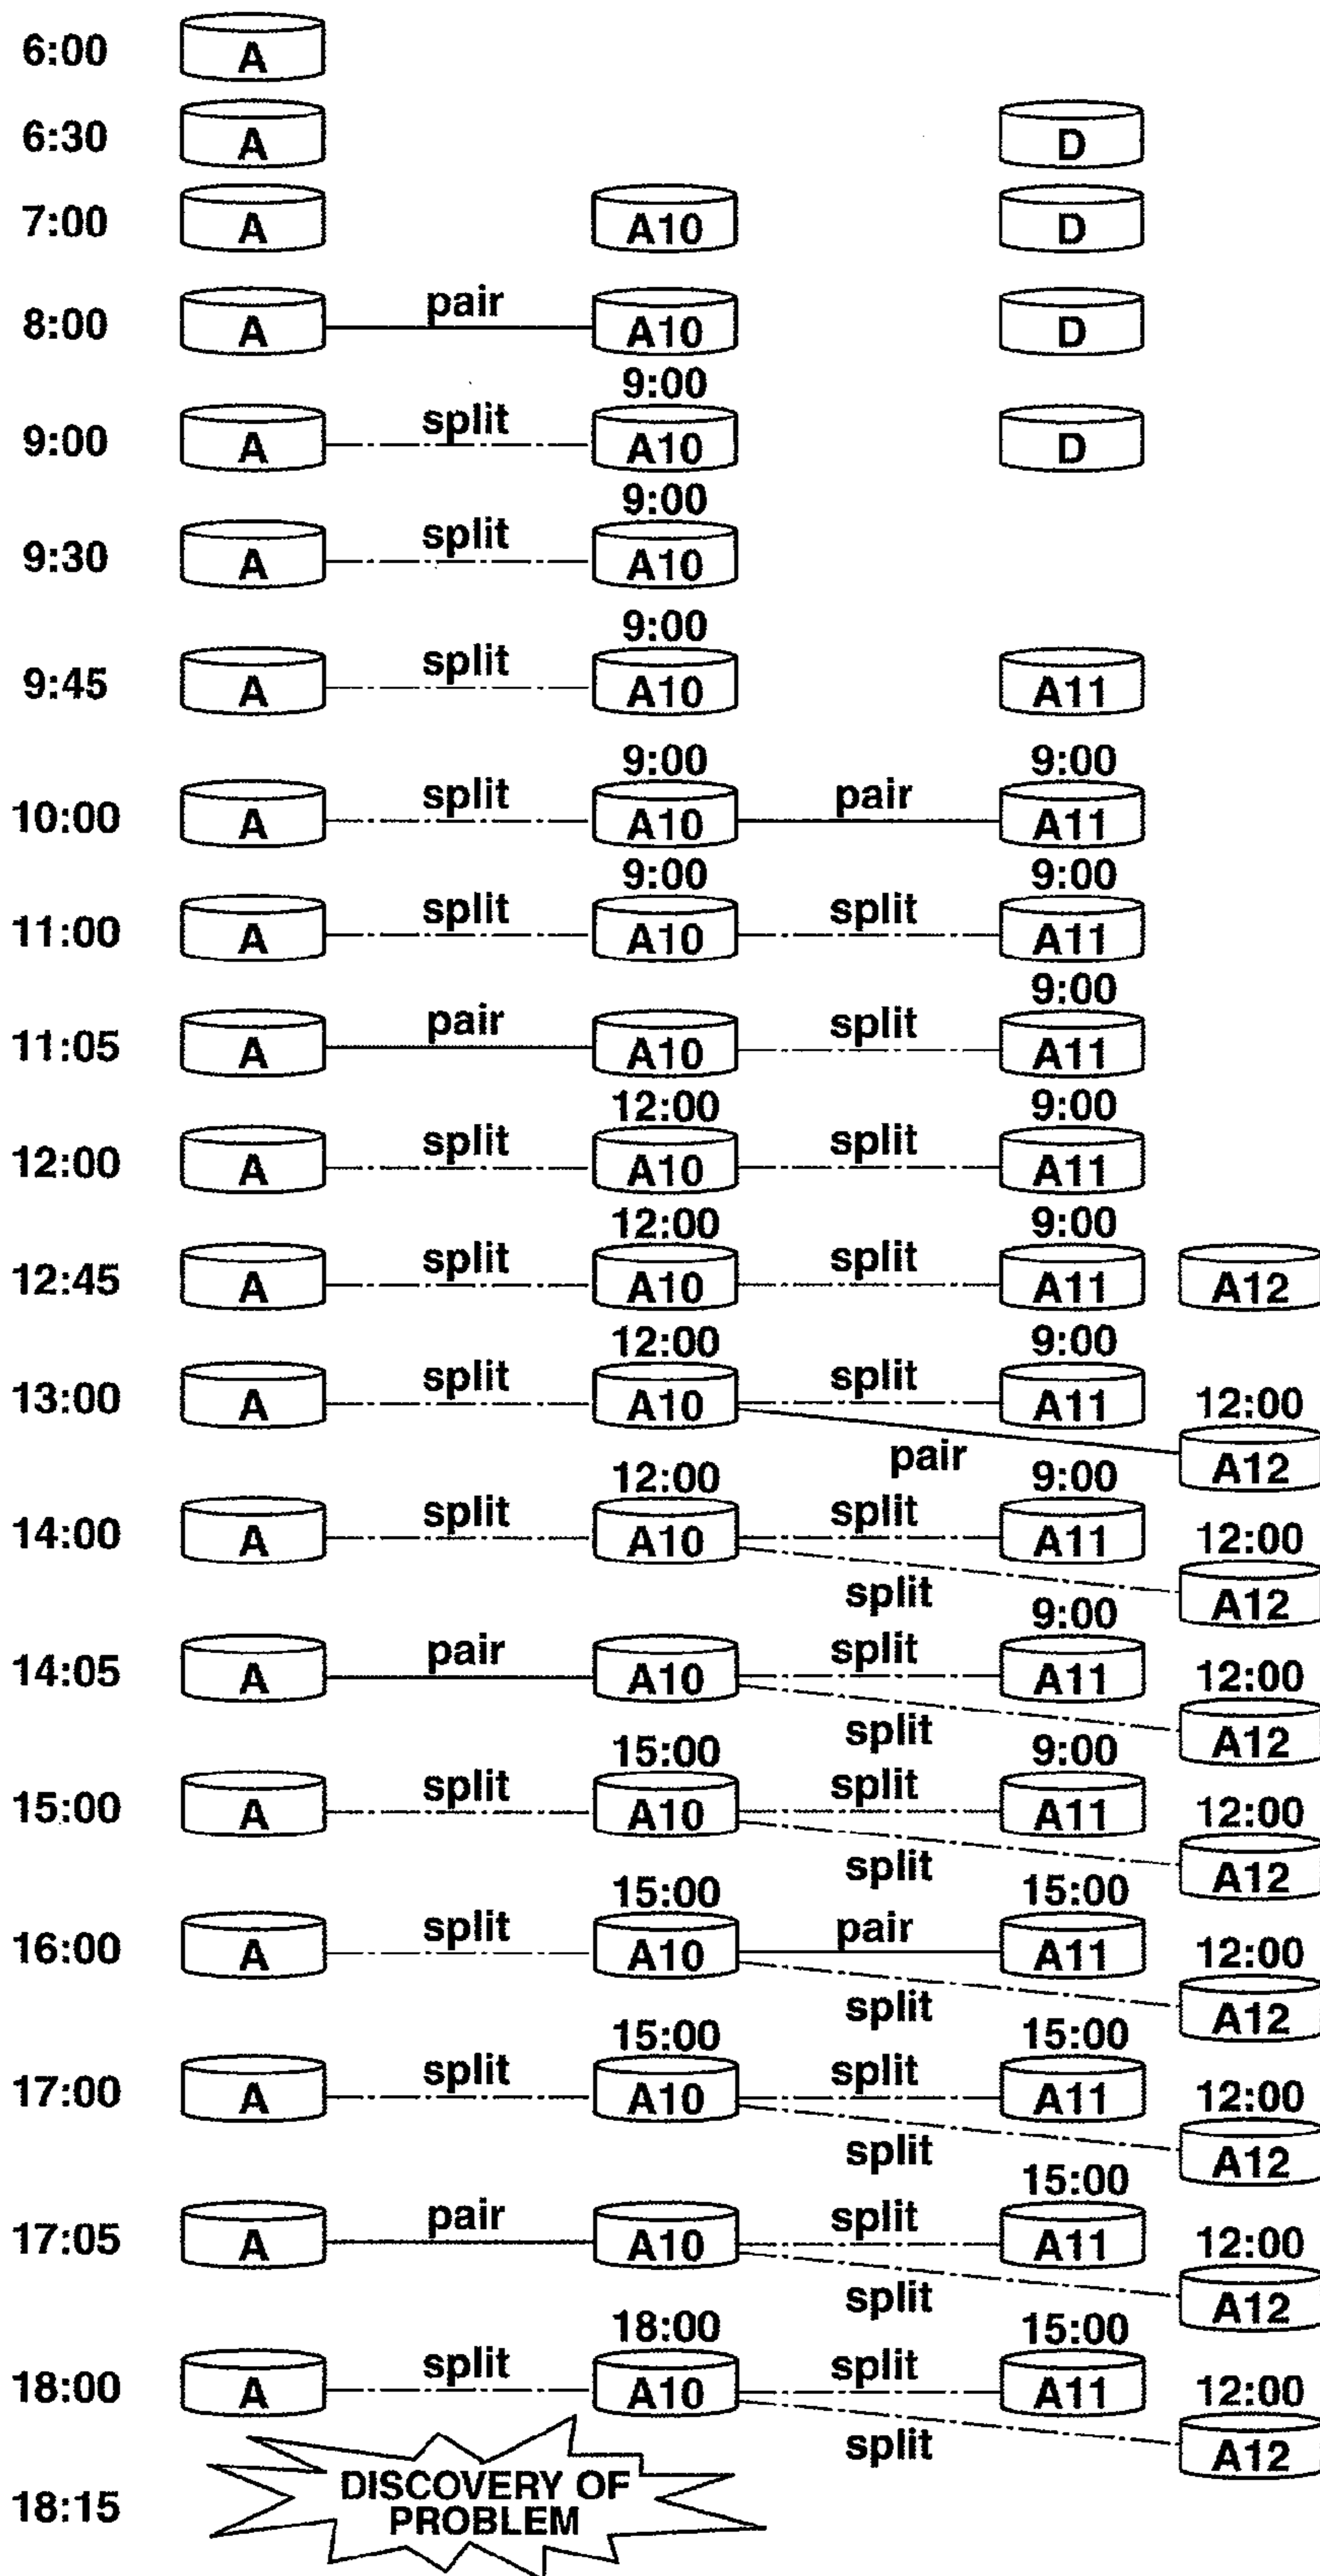 6:00 A
6:30 A D
7:00 A A10 D
8:00 A pair A10 D
9:00
9:00 A split A10 D
9:00
9:30 A split A10
9:00
9:45 A split A10 A11
9:00 9:00
10:00 A split A10 pair A11
9:00 9:00
11:00 A split A10 split A11
9:00
11:05 A pair A10 split A11
12:00 9:00
12:00 A split A10 split A11
12:00 9:00
12:45 A split A10 split A11 A12
12:00 9:00
13:00 A split A10 split A11 12:00
pair A12
12:00 9:00
14:00 A split A10 split A11 12:00
split A12
9:00
14:05 A pair A10 split A11 12:00
split A12
15:00 9:00
15:00 A split A10 split A11 12:00
split A12
15:00 15:00
16:00 A split A10 pair A11 12:00
split A12
15:00 15:00
17:00 A split A10 split A11 12:00
split A12
15:00
17:05 A pair A10 split A11 12:00
split A12
18:00 15:00
18:00 A split A10 split A11 12:00
split A12
18:15 DISCOVERY OF
PROBLEM